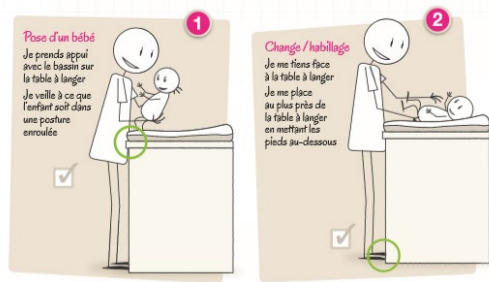 1
Pose d'un bébé
Je prends appui
avec le bassin sur
la table à langer
Je veille à ce que
l'enfant soit dans
une posture
enroulée
2
Change / habillage
Je me tiens face
à la table à langer
Je me place
au plus près de
la table à langer
en mettant les
pieds au-dessous